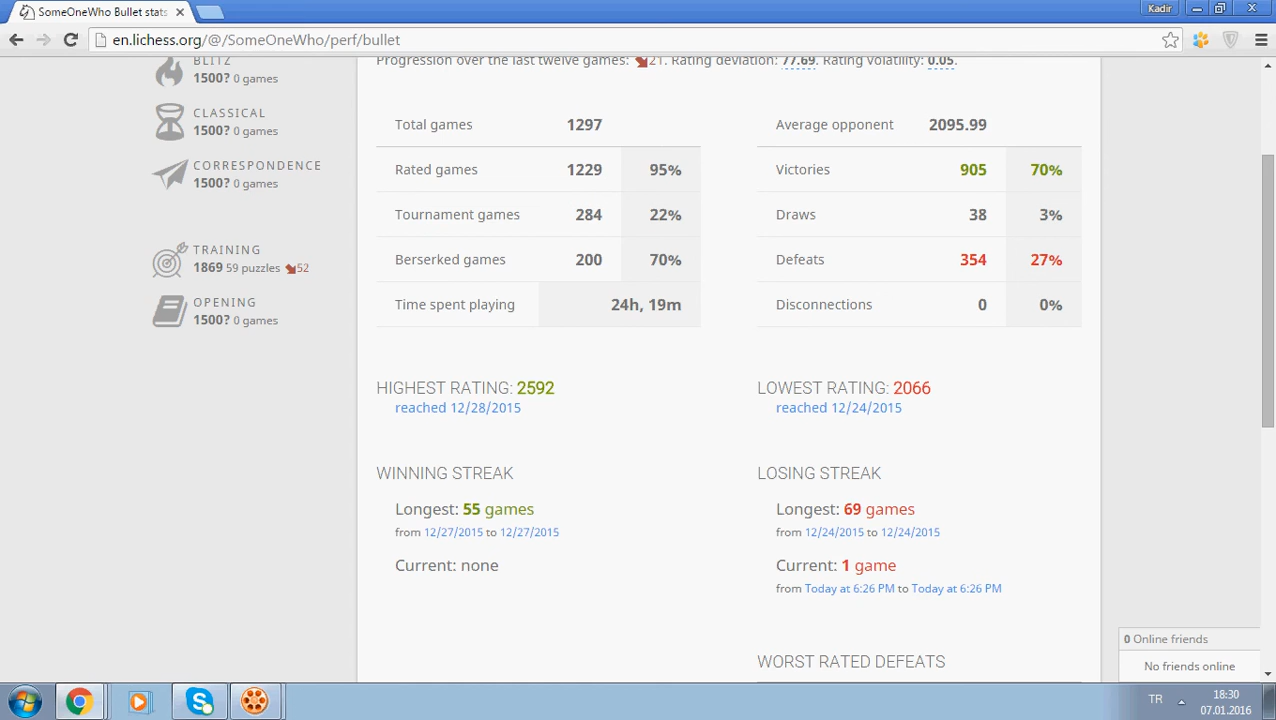 SomeOneWho Bullet stats
Kadir
en.lichess.org/@/SomeOneWho/perf/bullet
BLITZ
1500? 0 games
CLASSICAL
1500? 0 games
CORRESPONDENCE
1500? 0 games
TRAINING
1869 59 puzzles 52
OPENING
1500? 0 games
Progression over the last twelve games: 21. Rating deviation: 77.69. Rating volatility: 0.05.
Total games 1297
Rated games 1229 95%
Tournament games 284 22%
Berserked games 200 70%
Time spent playing 24h, 19m
Average opponent 2095.99
Victories 905 70%
Draws 38 3%
Defeats 354 27%
Disconnections 0 0%
HIGHEST RATING: 2592
reached 12/28/2015
LOWEST RATING: 2066
reached 12/24/2015
WINNING STREAK
Longest: 55 games
from 12/27/2015 to 12/27/2015
Current: none
LOSING STREAK
Longest: 69 games
from 12/24/2015 to 12/24/2015
Current: 1 game
from Today at 6:26 PM to Today at 6:26 PM
WORST RATED DEFEATS
0 Online friends
No friends online
TR
18:30
07.01.2016